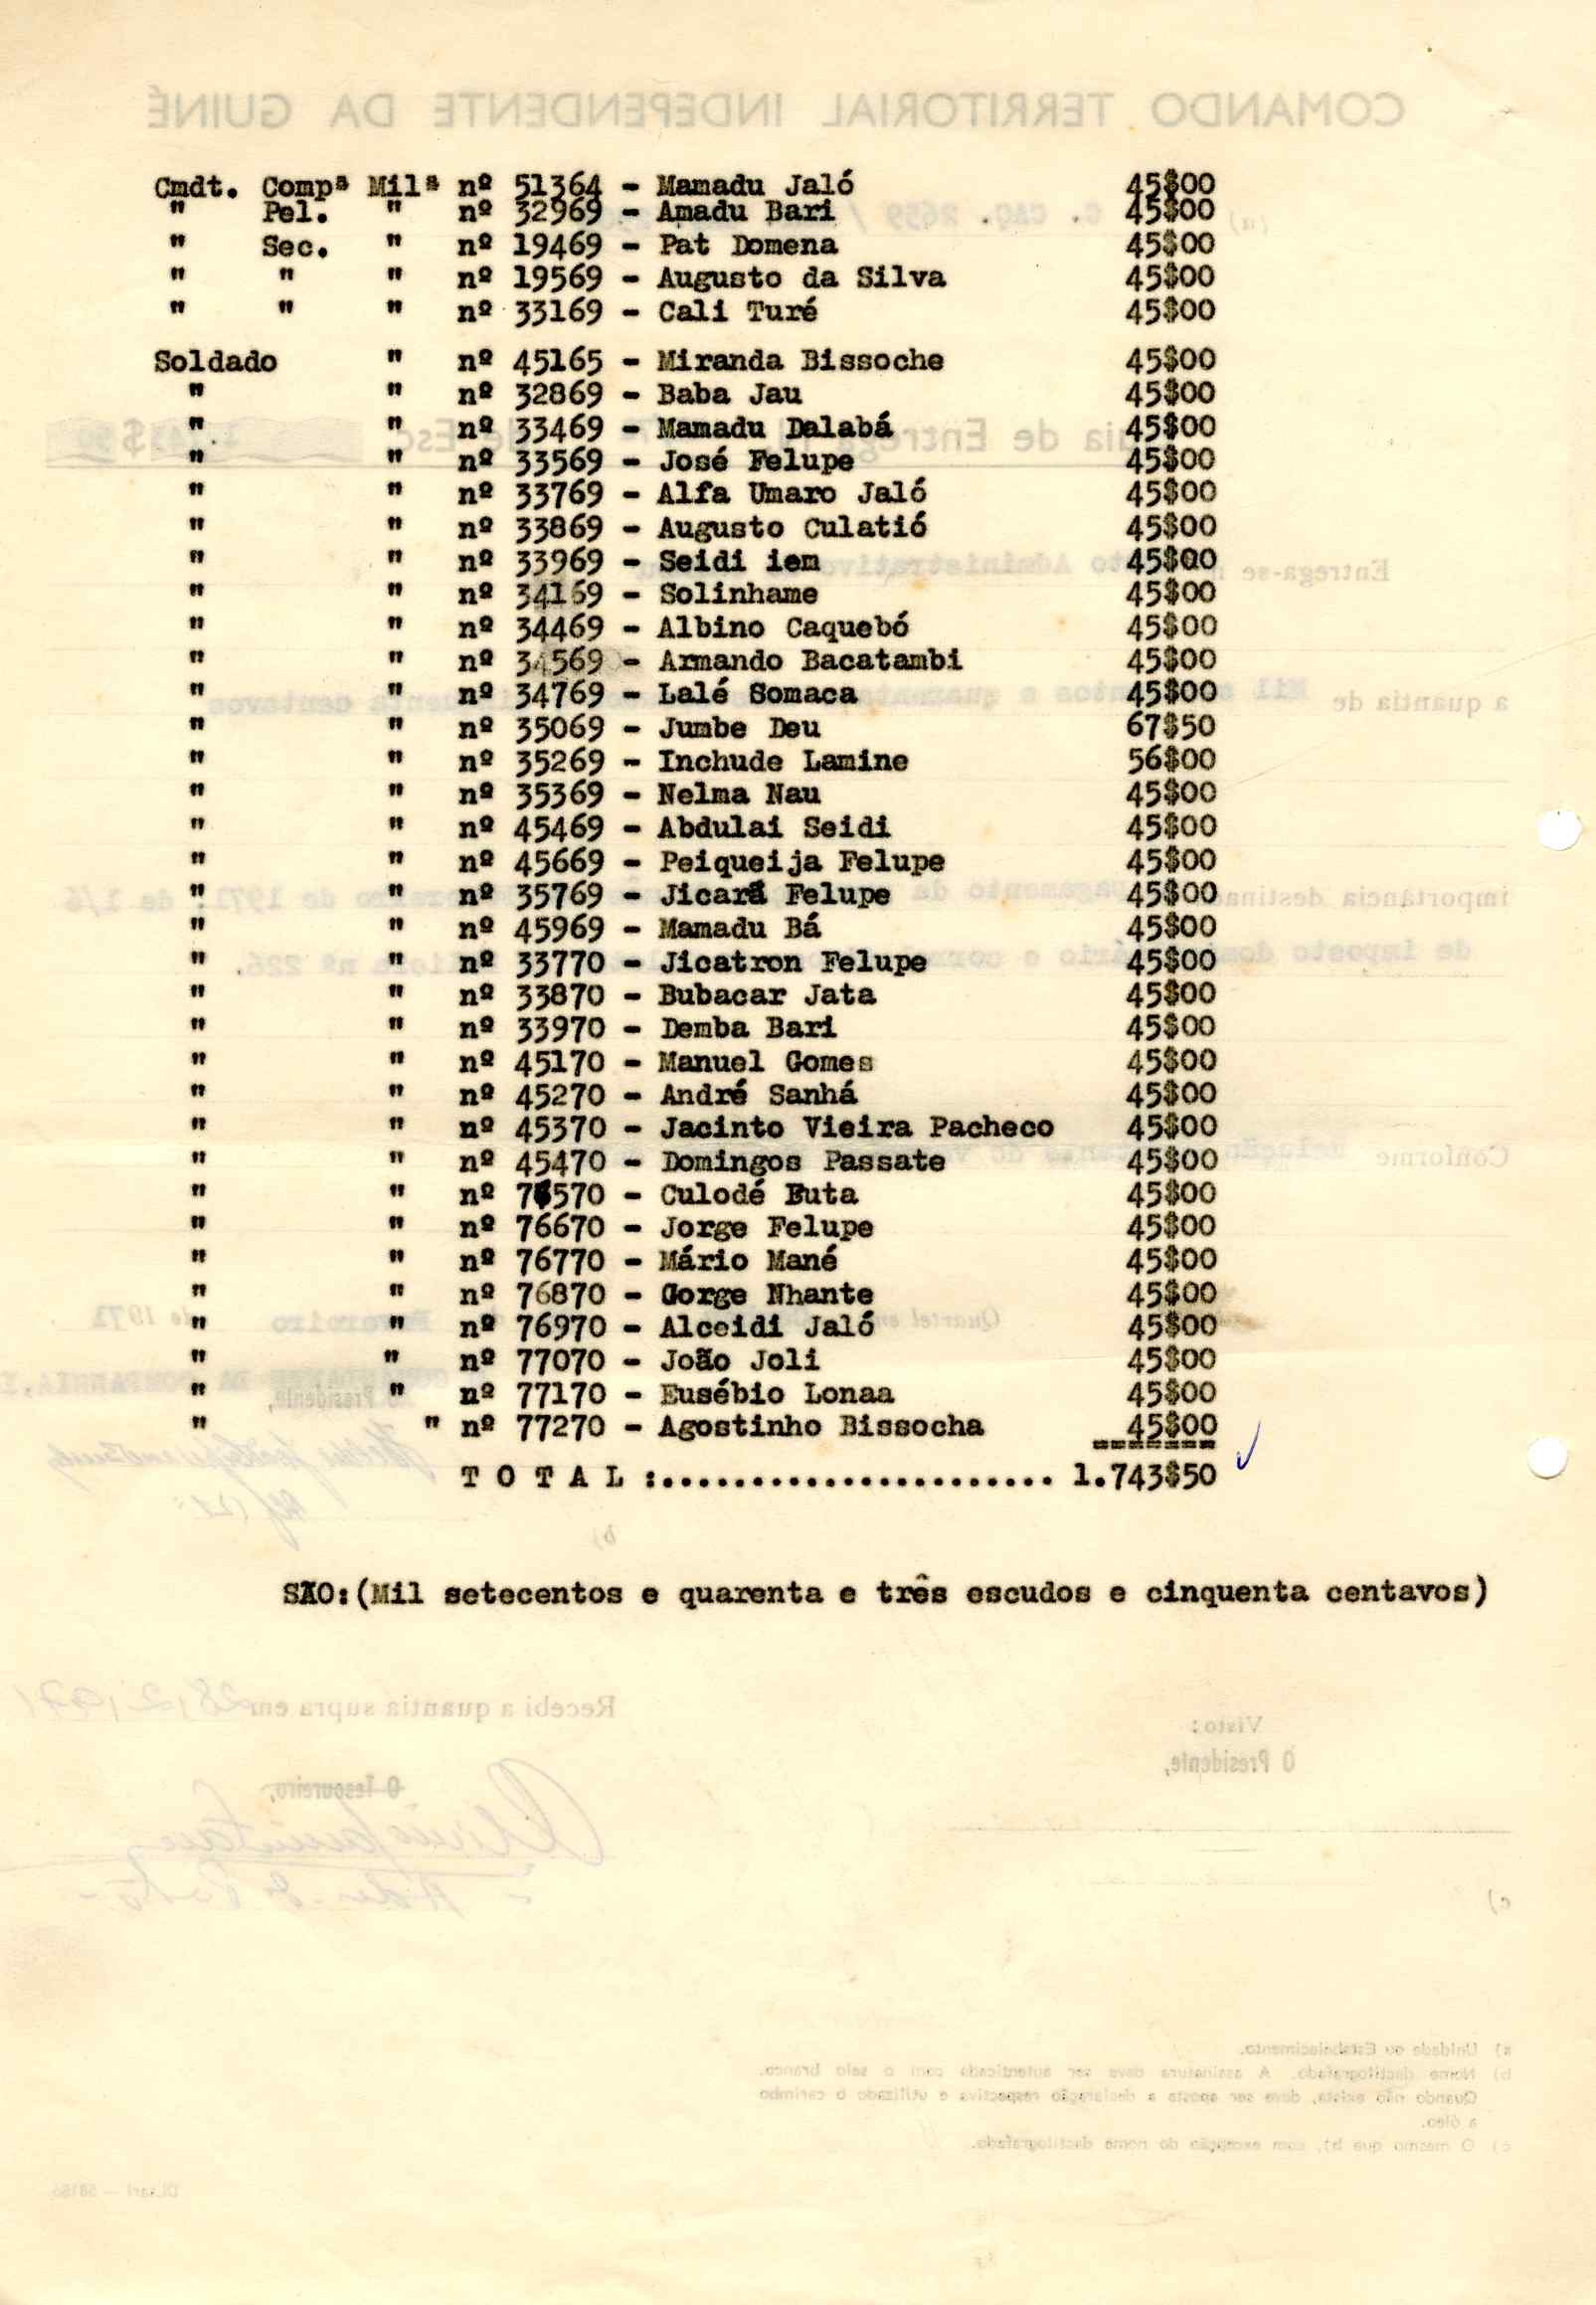 Cmdt. Compª Milª nº 51364 - Mamadu Jaló 45$00
" Pel. " nº 32969 - Amadu Bari 45$00
" Sec. " nº 19469 - Pat Domena 45$00
" " " nº 19569 - Augusto da Silva 45$00
" " " nº 33169 - Cali Turé 45$00
Soldado " nº 45165 - Miranda Bissoche 45$00
" " nº 32869 - Baba Jau 45$00
" " nº 33469 - Mamadu Dalabá 45$00
" " nº 33569 - José Felupe 45$00
" " nº 33769 - Alfa Umaro Jaló 45$00
" " nº 33869 - Augusto Culatió 45$00
" " nº 33969 - Seidi iem 45$00
" " nº 34169 - Solinhame 45$00
" " nº 34469 - Albino Caquebó 45$00
" " nº 34569 - Armando Bacatambi 45$00
" " nº 34769 - Lalé Somaca 45$00
" " nº 35069 - Jumbe Deu 67$50
" " nº 35269 - Inchude Lamine 56$00
" " nº 35369 - Nelma Nau 45$00
" " nº 45469 - Abdulai Seidi 45$00
" " nº 45669 - Peiqueija Felupe 45$00
" " nº 35769 - Jicará Felupe 45$00
" " nº 45969 - Mamadu Bá 45$00
" " nº 33770 - Jicatron Felupe 45$00
" " nº 33870 - Bubacar Jata 45$00
" " nº 33970 - Demba Bari 45$00
" " nº 45170 - Manuel Gomes 45$00
" " nº 45270 - André Sanhá 45$00
" " nº 45370 - Jacinto Vieira Pacheco 45$00
" " nº 45470 - Domingos Passate 45$00
" " nº - Culodé Buta 45$00
" " nº 76670 - Jorge Felupe 45$00
" " nº 76770 - Mário Mané 45$00
" " nº 76870 - Gorge Nhante 45$00
" " nº 76970 - Alceidi Jaló 45$00
" " nº 77070 - João Joli 45$00
" " nº 77170 - Eusébio Lonaa 45$00
" " nº 77270 - Agostinho Bissocha 45$00
T O T A L :....................... 1.743$50
SÃO:(Mil setecentos e quarenta e três escudos e cinquenta centavos)